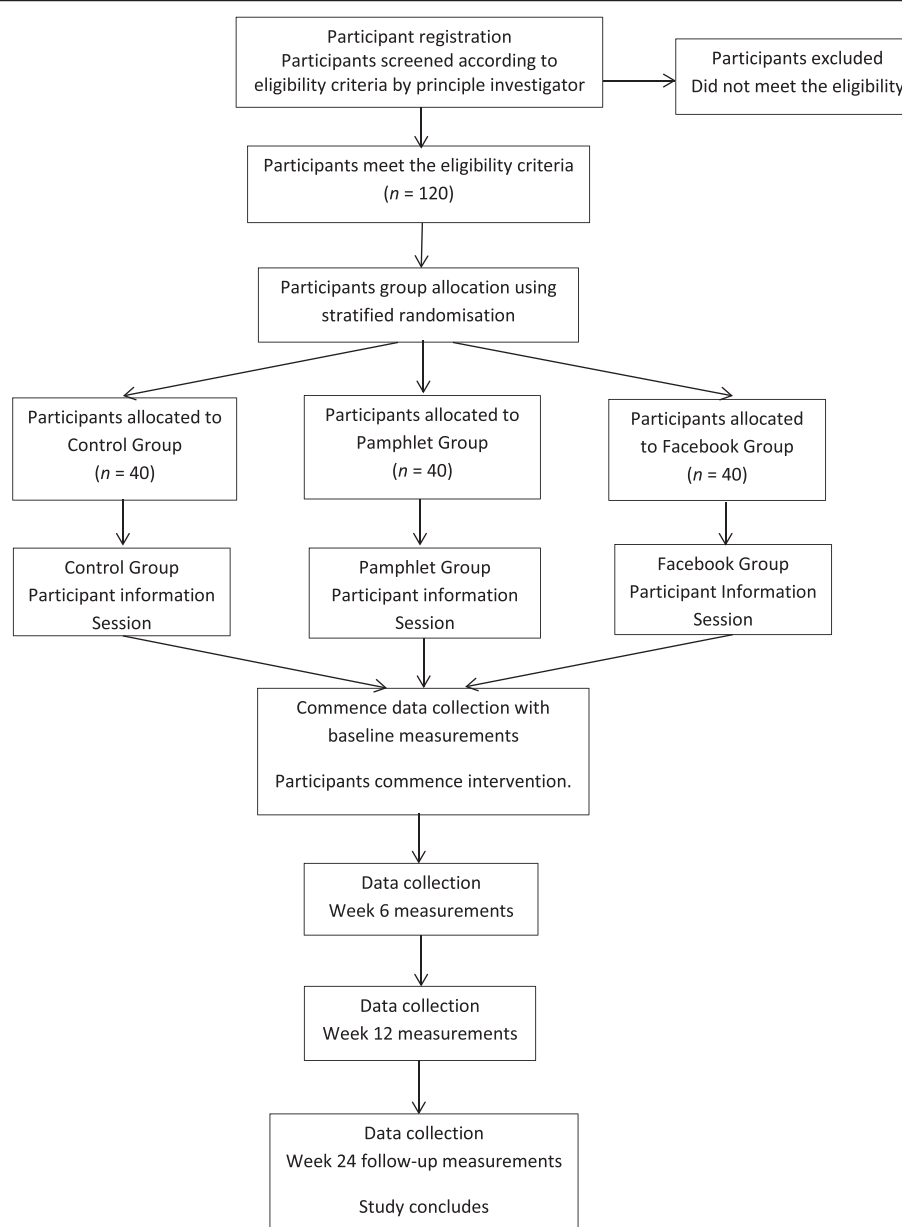 Participant registration
Participants screened according to
eligibility criteria by principle investigator
Participants excluded
Did not meet the eligibility
Participants meet the eligibility criteria
(n = 120)
Participants group allocation using
stratified randomisation
Participants allocated to
Control Group
(n = 40)
Participants allocated to
Pamphlet Group
(n = 40)
Participants allocated
to Facebook Group
(n = 40)
Control Group
Participant information
Session
Pamphlet Group
Participant information
Session
Facebook Group
Participant Information
Session
Commence data collection with
baseline measurements
Participants commence intervention.
Data collection
Week 6 measurements
Data collection
Week 12 measurements
Data collection
Week 24 follow-up measurements
Study concludes